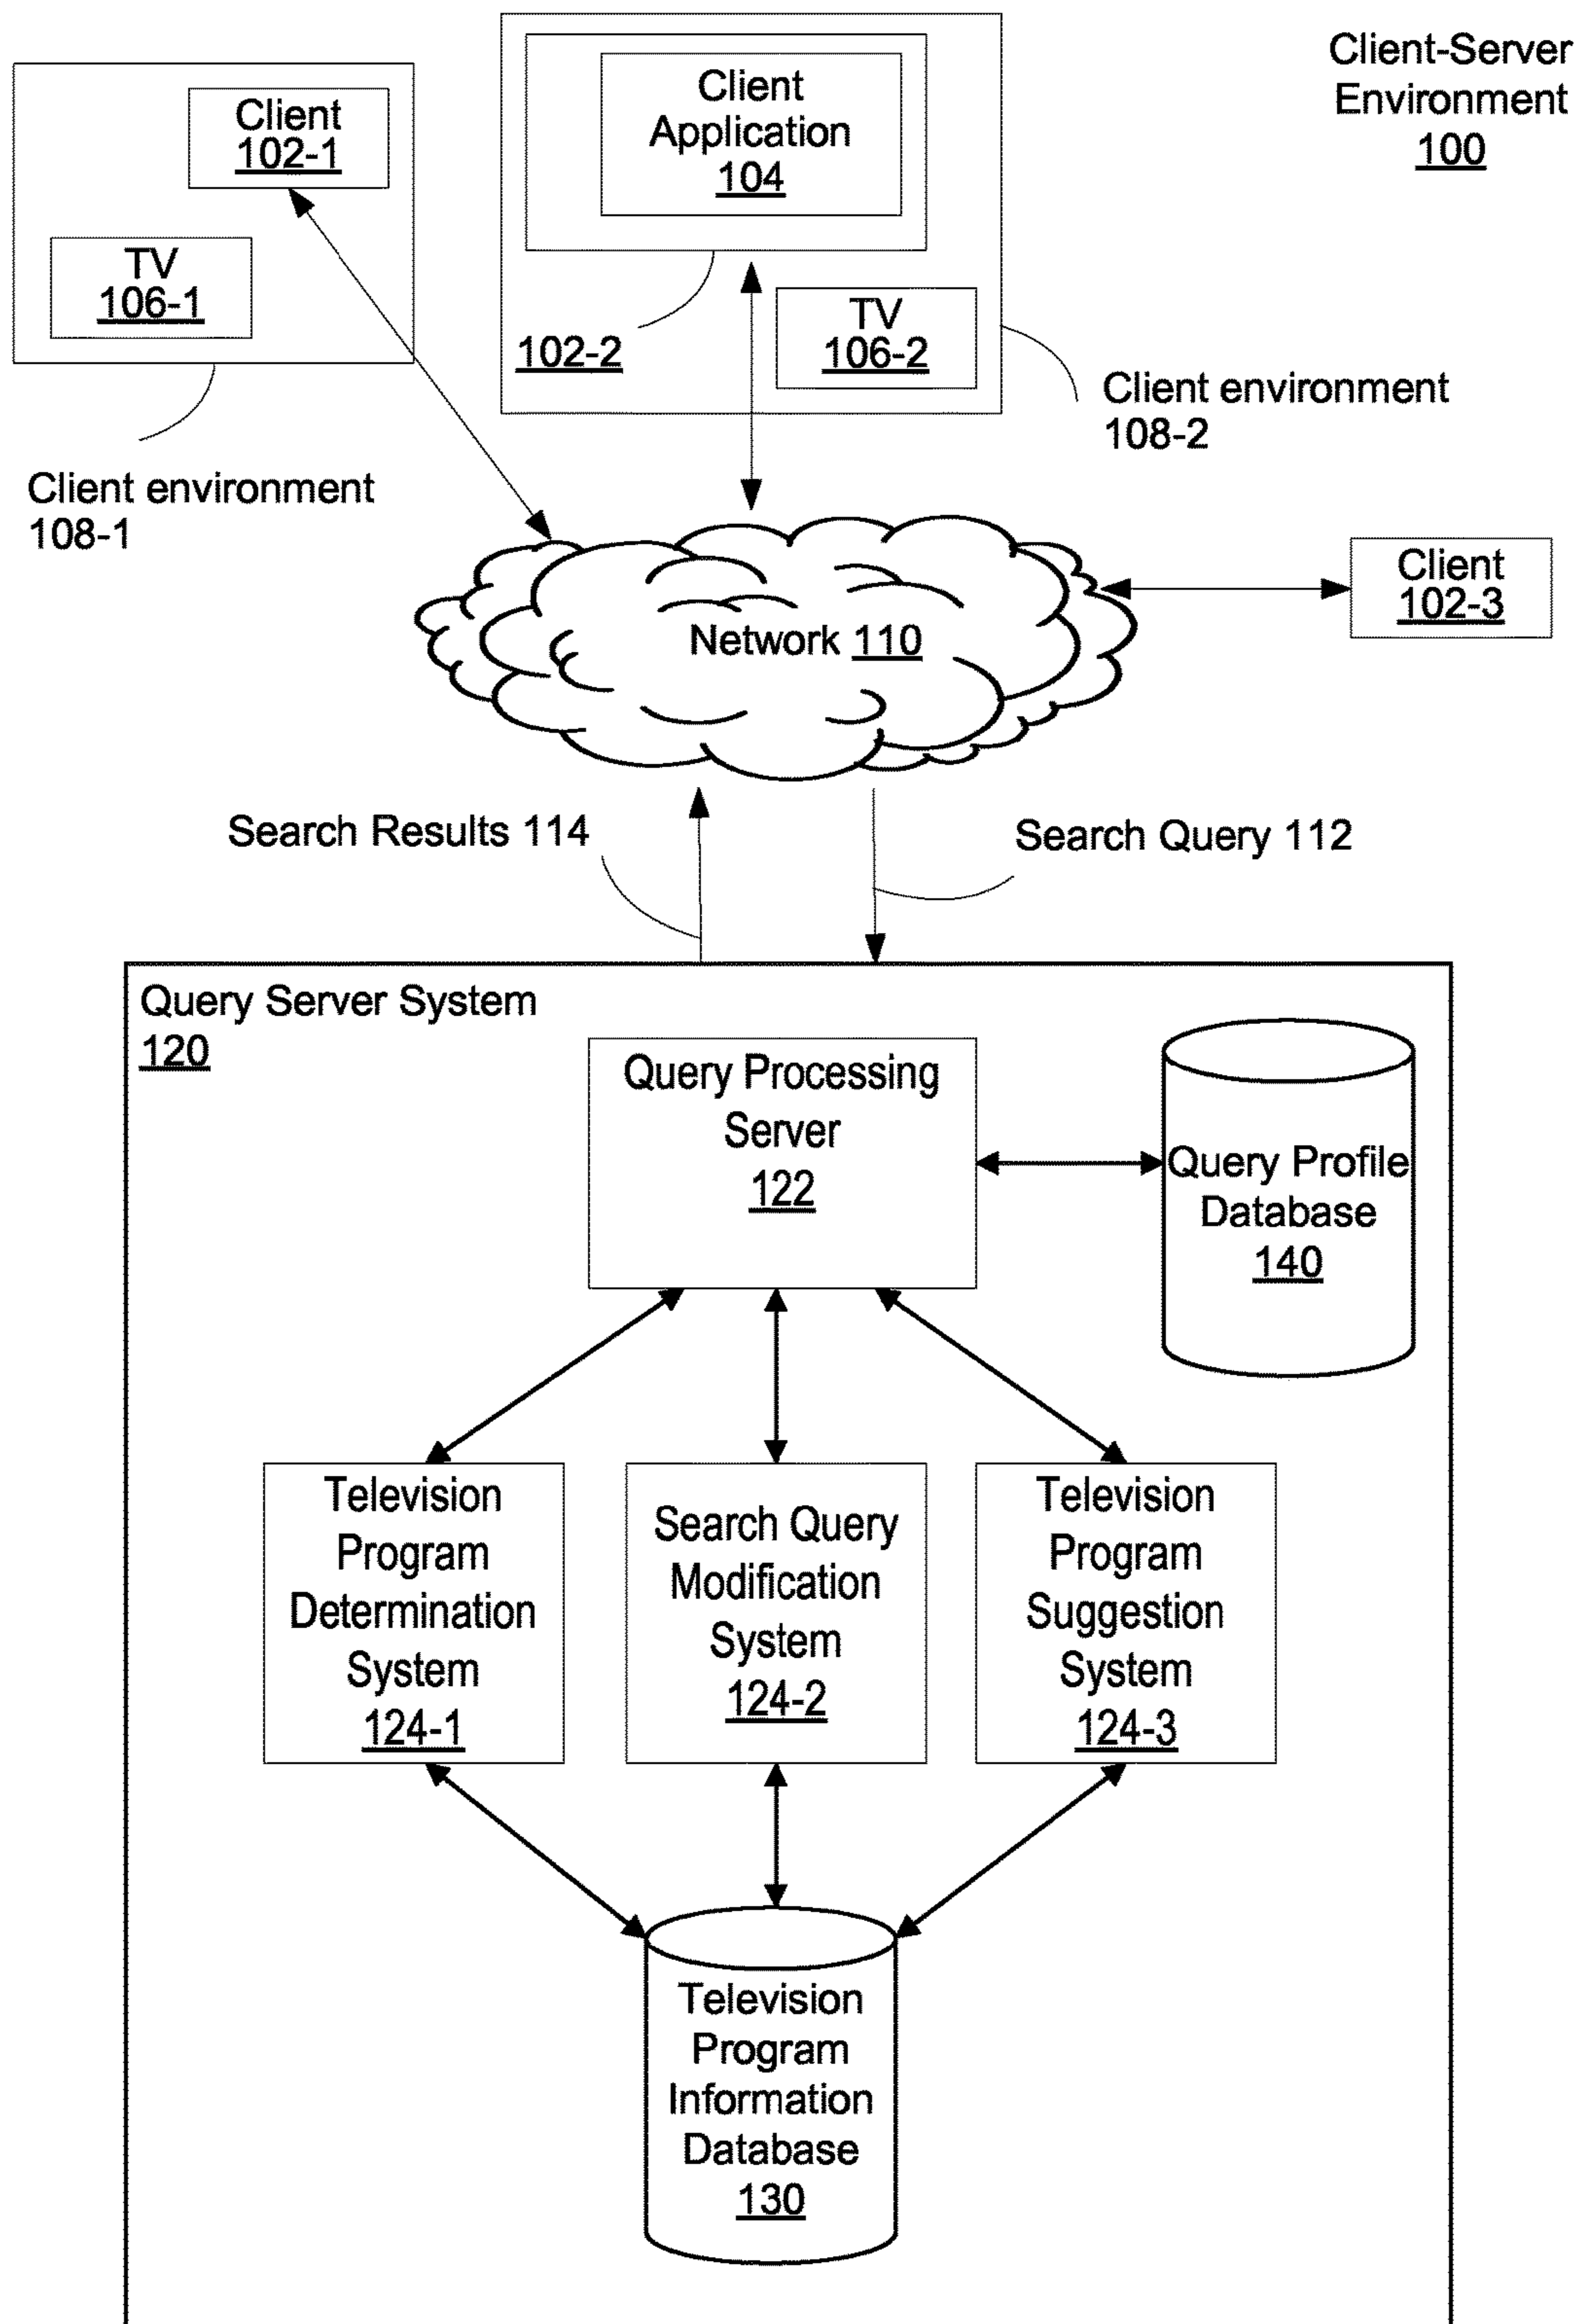 Client-Server
Environment
100
Client
102-1
TV
106-1
Client environment
108-1
Client
Application
104
102-2
TV
106-2
Client environment
108-2
Network 110
Client
102-3
Search Results 114
Search Query 112
Query Server System
120
Query Processing
Server
122
Query Profile
Database
140
Television
Program
Determination
System
124-1
Search Query
Modification
System
124-2
Television
Program
Suggestion
System
124-3
Television
Program
Information
Database
130